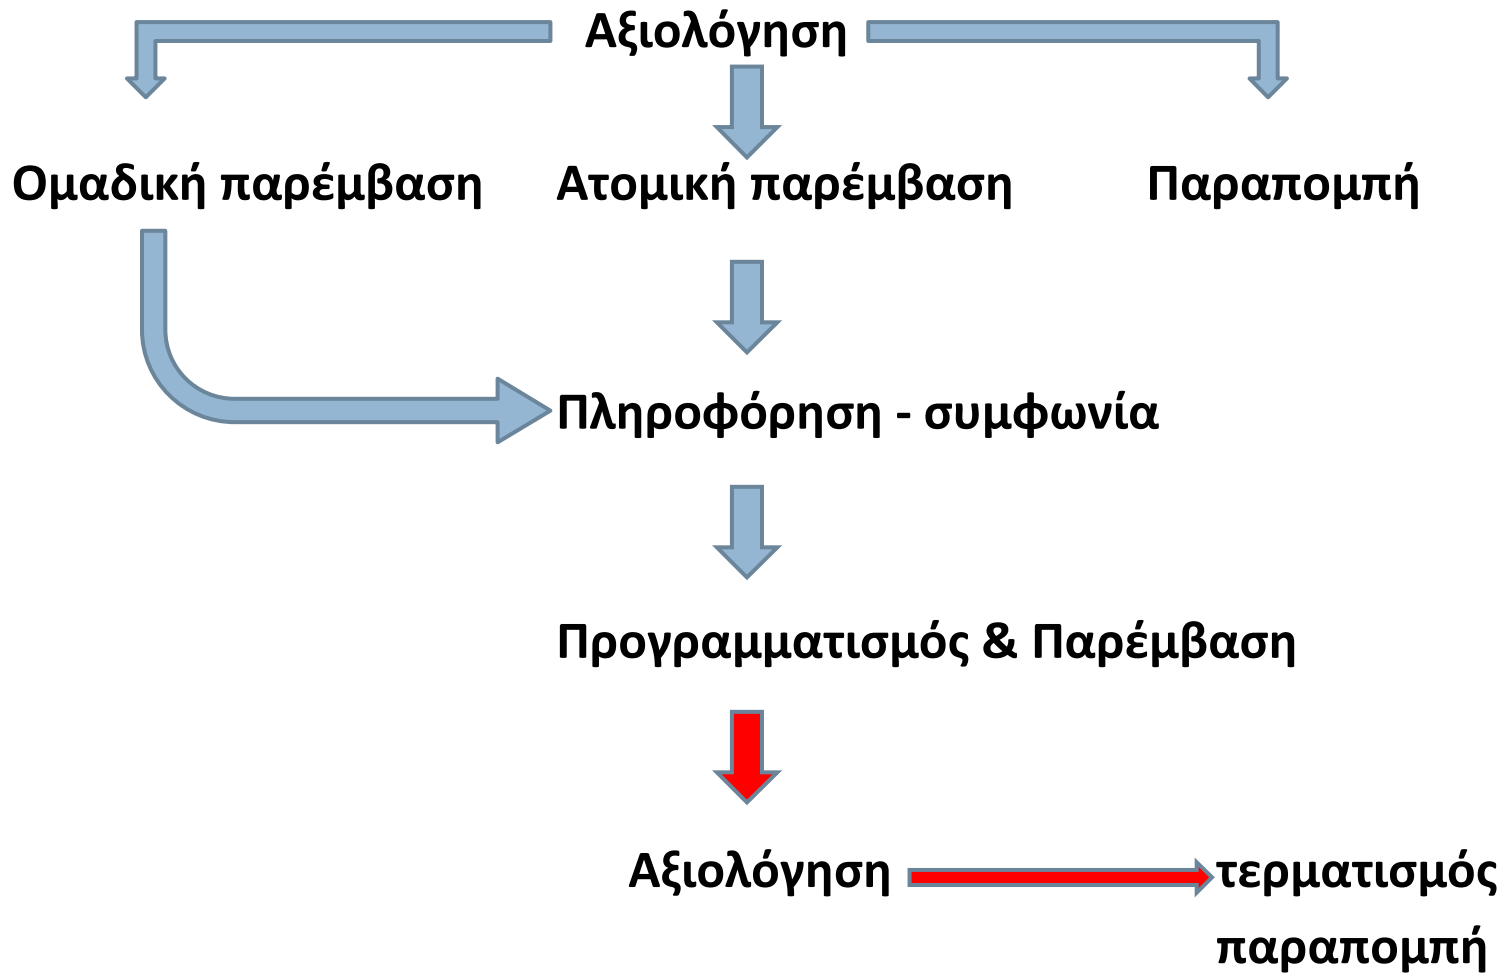 Αξιολόγηση
Ομαδική παρέμβαση
Ατομική παρέμβαση
Παραπομπή
Πληροφόρηση - συμφωνία
Προγραμματισμός & Παρέμβαση
Αξιολόγηση
τερματισμός
παραπομπή